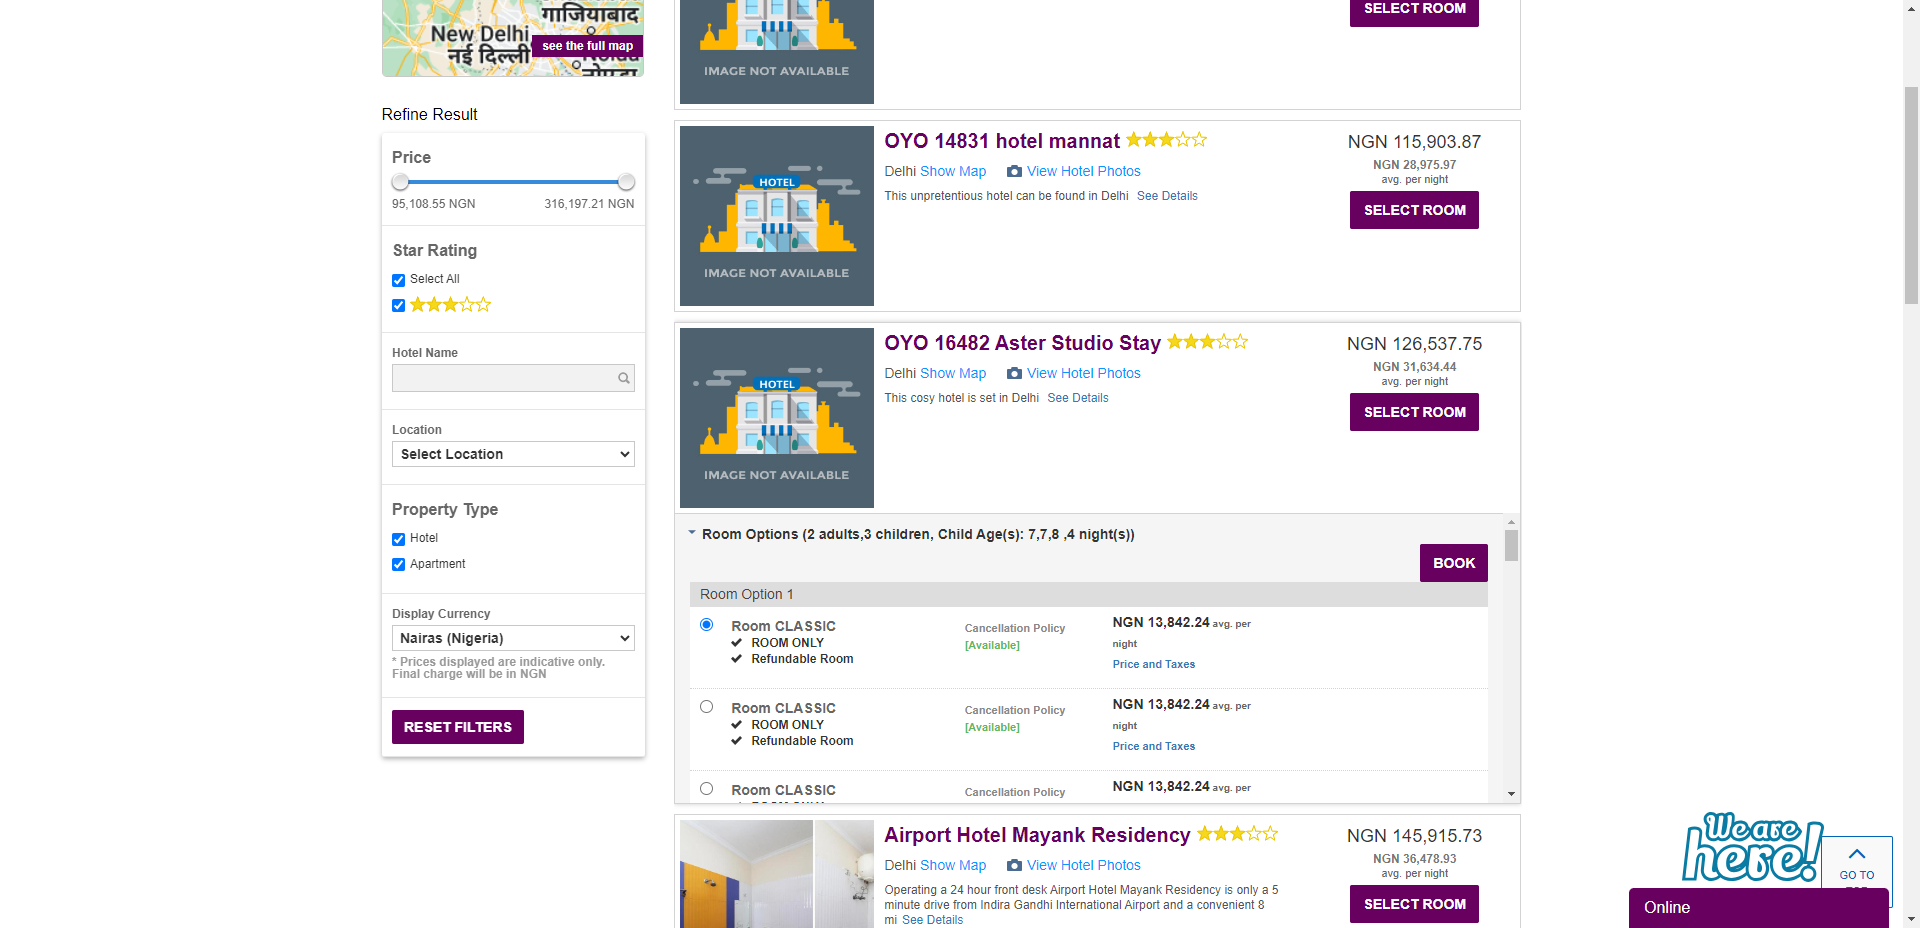 गाजियाबाद
New Delhi
नई दिल्ली
see the full map
नोएडा
Refine Result
Price
95,108.55 NGN 316,197.21 NGN
Star Rating
Select All
Hotel Name
Location
Select Location
Property Type
Hotel
Apartment
Display Currency
Nairas (Nigeria)
* Prices displayed are indicative only.
Final charge will be in NGN
RESET FILTERS
IMAGE NOT AVAILABLE
SELECT ROOM
HOTEL
IMAGE NOT AVAILABLE
OYO 14831 hotel mannat
Delhi Show Map View Hotel Photos
This unpretentious hotel can be found in Delhi See Details
NGN 115,903.87
NGN 28,975.97
avg. per night
SELECT ROOM
HOTEL
IMAGE NOT AVAILABLE
OYO 16482 Aster Studio Stay
Delhi Show Map View Hotel Photos
This cosy hotel is set in Delhi See Details
NGN 126,537.75
NGN 31,634.44
avg. per night
SELECT ROOM
Room Options (2 adults,3 children, Child Age(s): 7,7,8 ,4 night(s))
BOOK
Room Option 1
Room CLASSIC
ROOM ONLY
Refundable Room
Cancellation Policy
[Available]
NGN 13,842.24 avg. per
night
Price and Taxes
Room CLASSIC
ROOM ONLY
Refundable Room
Cancellation Policy
[Available]
NGN 13,842.24 avg. per
night
Price and Taxes
Room CLASSIC
Cancellation Policy
NGN 13,842.24 avg. per
Airport Hotel Mayank Residency
Delhi Show Map View Hotel Photos
Operating a 24 hour front desk Airport Hotel Mayank Residency is only a 5
minute drive from Indira Gandhi International Airport and a convenient 8
mi See Details
NGN 145,915.73
NGN 36,478.93
avg. per night
SELECT ROOM
We are
here!
GO TO
Online